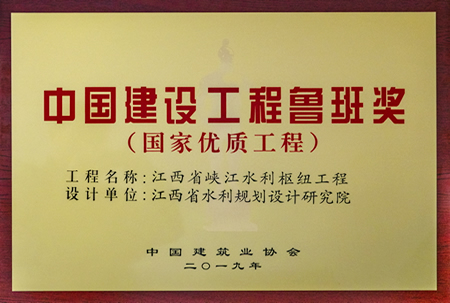 中国建设工程鲁班奖
（国家优质工程）
工程名称：江西省峡江水利枢纽工程
设计单位：江西省水利规划设计研究院
中国建筑业协会
二〇一九年